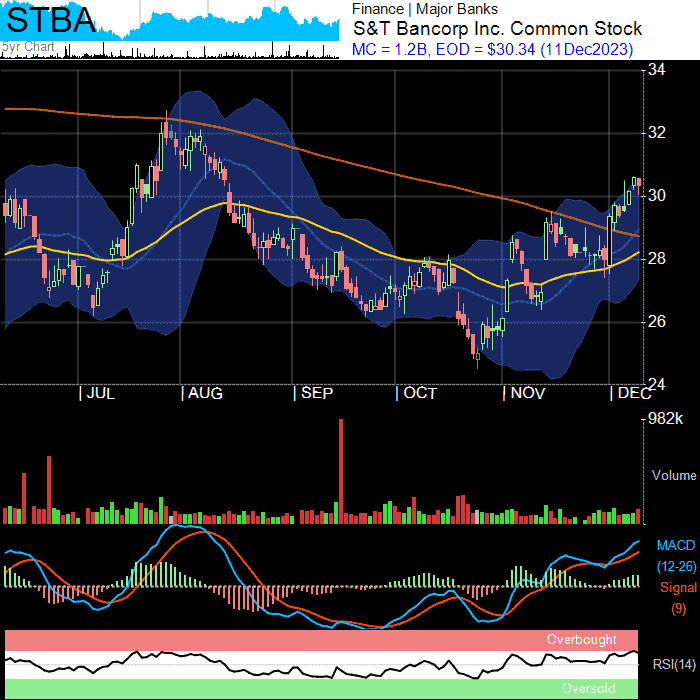 STBA
5yr Chart
Finance | Major Banks
S&T Bancorp Inc. Common Stock
MC = 1.2B, EOD = $30.34 (11Dec2023)
34
32
30
28
26
24
| JUL | AUG | SEP | OCT | NOV | DEC
982k
Volume
MACD
(12-26)
Signal
(9)
Overbought
RSI(14)
Oversold